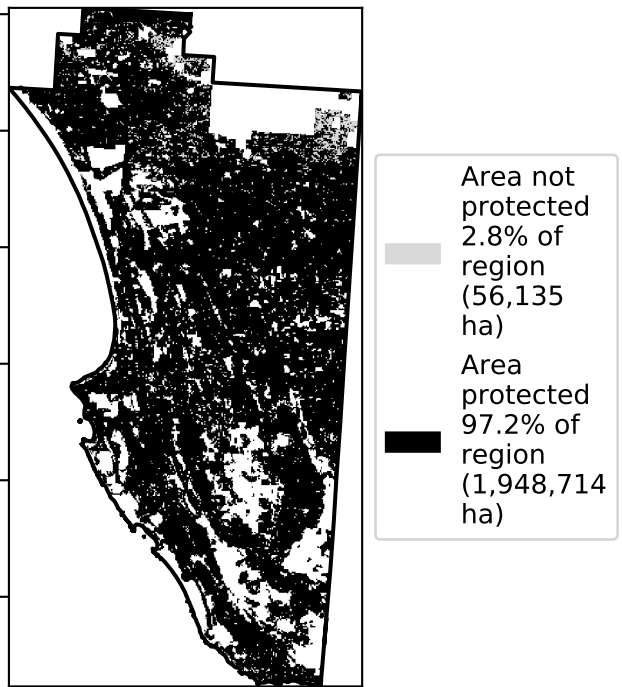 Area not
protected
2.8% of
region
(56,135
ha)
Area
protected
97.2% of
region
(1,948,714
ha)